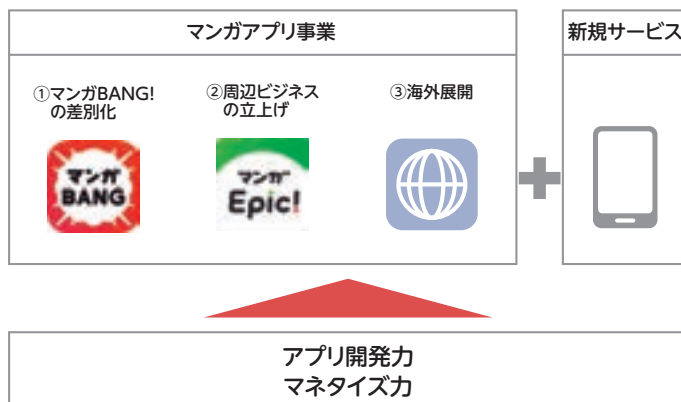 マンガアプリ事業
新規サービス
①マンガBANG!
の差別化
②周辺ビジネス
の立上げ
③海外展開
マンガ
BANG
マンガ
Epic!
アプリ開発力
マネタイズ力